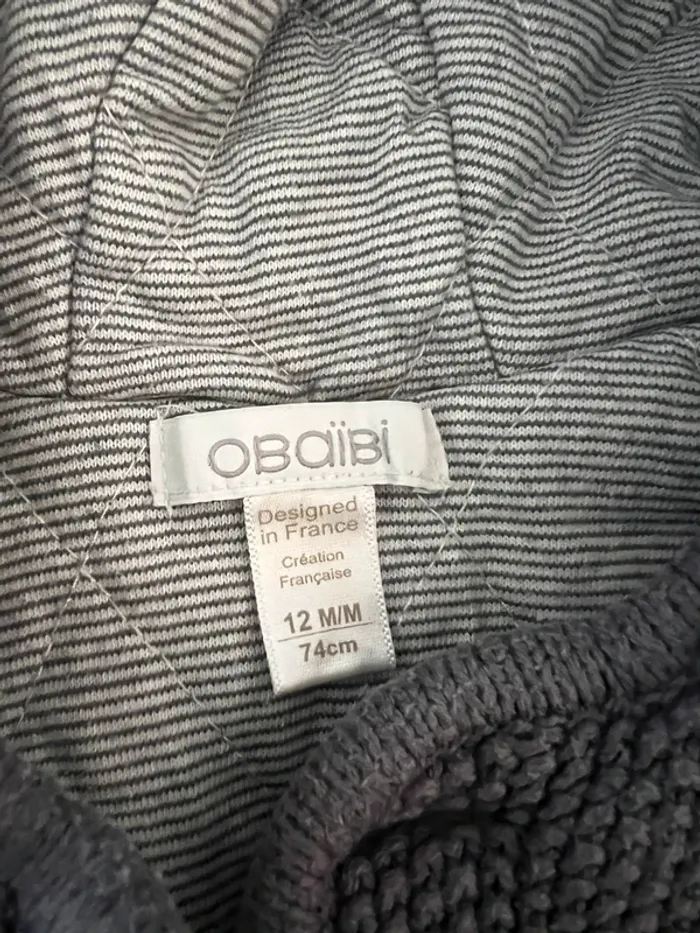 OBaïBi
Designed
in France
Création
Française
12 M/M
74cm